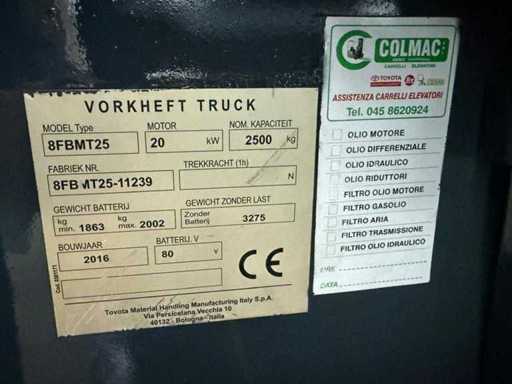 VORKHEFT TRUCK
MODEL Type MOTOR NOM. KAPACITEIT
8FBMT25 20 kW 2500 kg
FABRIEK NR. TREKKRACHT (1h)
8FBMT25-11239 N
GEWICHT BATTERIJ GEWICHT ZONDER LAST
kg min. 1863 kg max. 2002 Zonder Batterij 3275
BOUWJAAR BATTERIJ. V
2016 80 v
CE
Toyota Material Handling Manufacturing Italy S.p.A.
Via Persicetana Vecchia 10
40132 - Bologna - Italia
COLMAC
CARRELLI ELEVATORI
TOYOTA
ASSISTENZA CARRELLI ELEVATORI
Tel. 045 8620924
OLIO MOTORE
OLIO DIFFERENZIALE
OLIO IDRAULICO
OLIO RIDUTTORI
FILTRO OLIO MOTORE
FILTRO GASOLIO
FILTRO ARIA
FILTRO TRASMISSIONE
FILTRO OLIO IDRAULICO
ORE
DATA